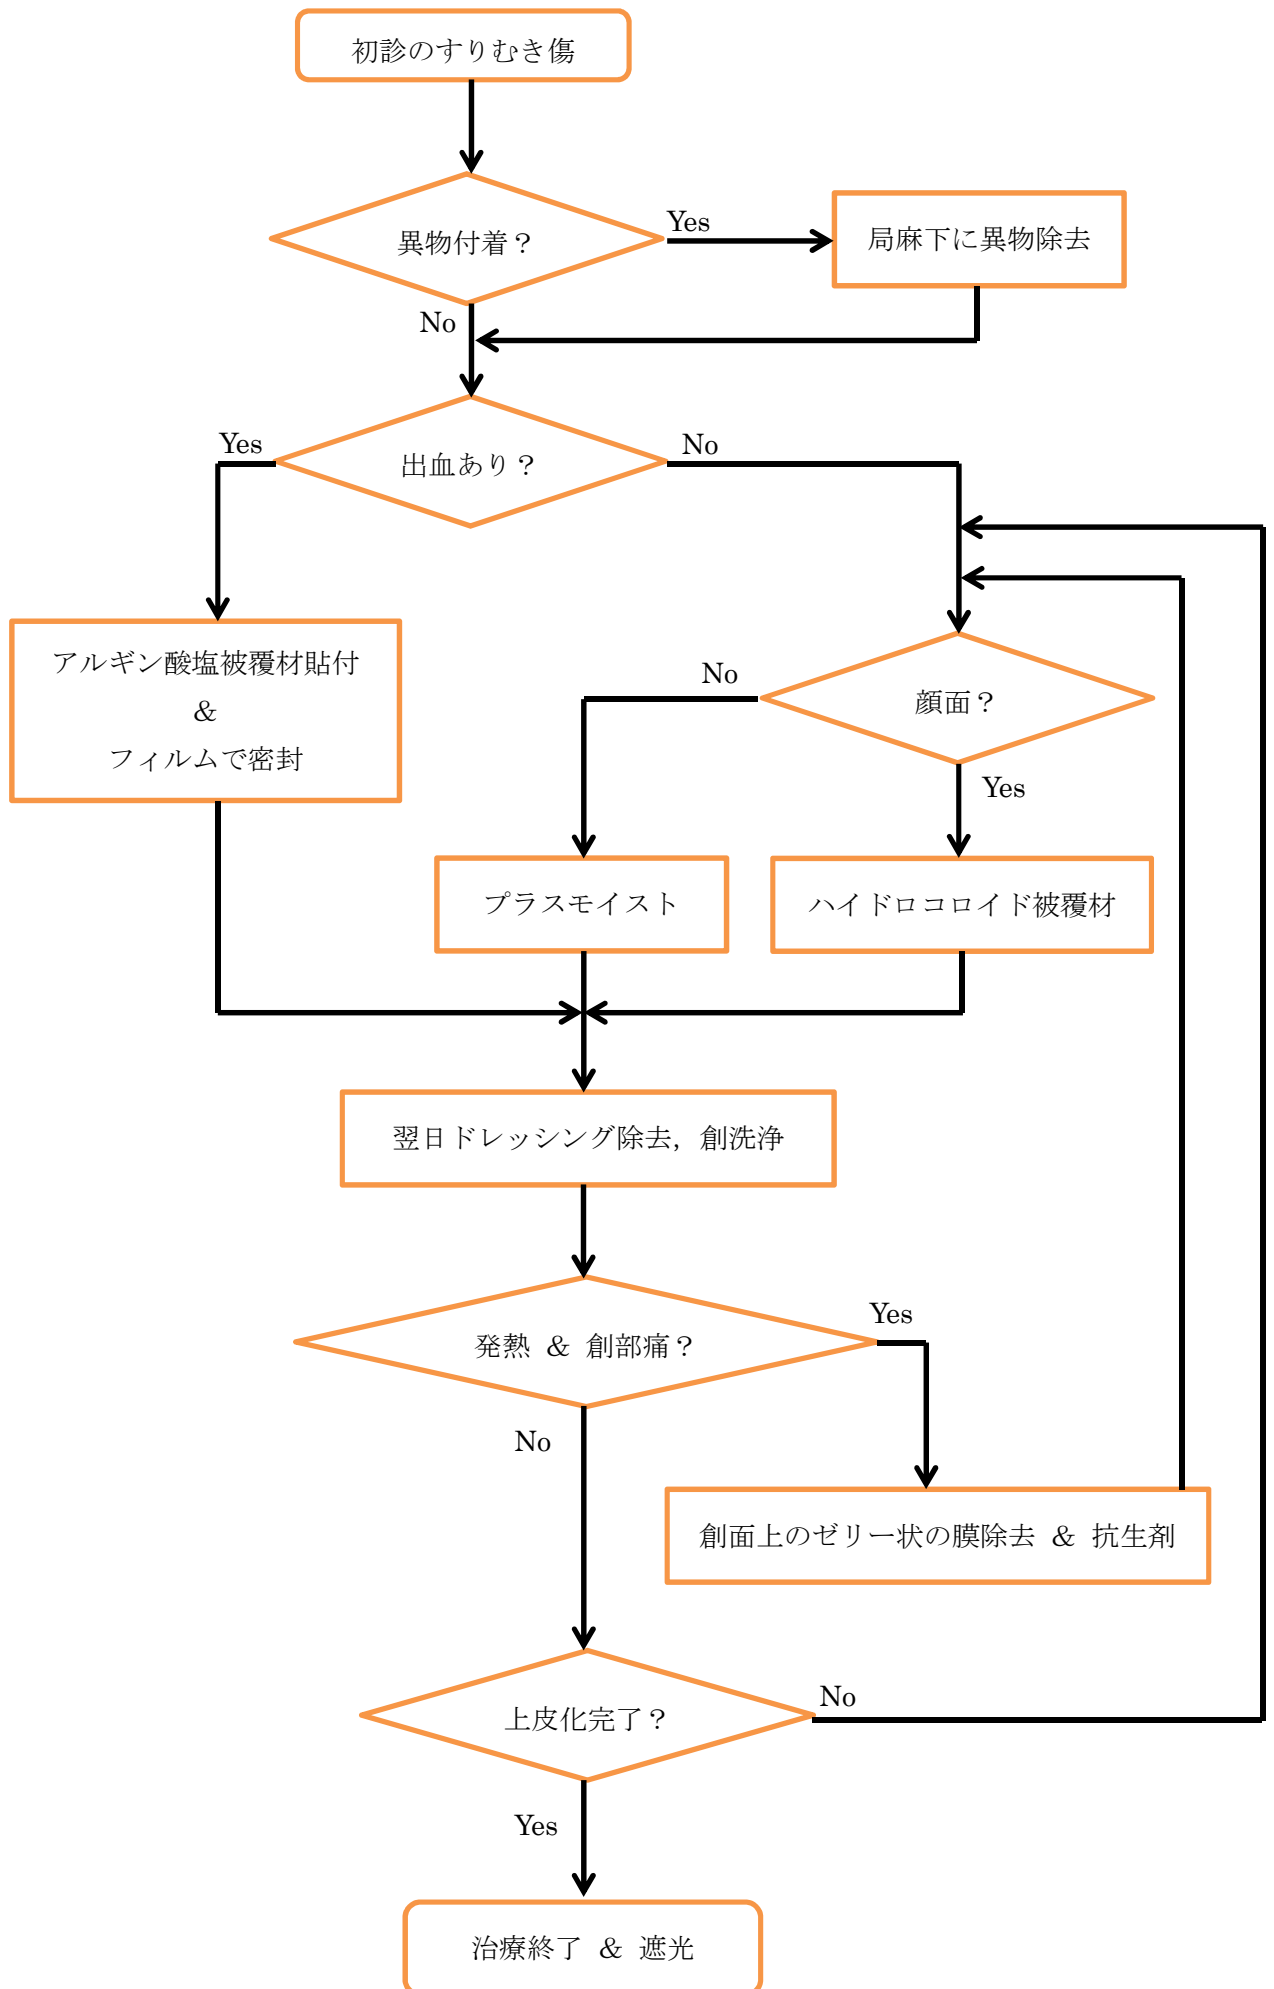 初診のすりむき傷
異物付着？
Yes
局麻下に異物除去
No
出血あり？
Yes
No
アルギン酸塩被覆材貼付
&
フィルムで密封
顔面？
No
Yes
プラスモイスト
ハイドロコロイド被覆材
翌日ドレッシング除去，創洗浄
発熱 & 創部痛？
Yes
No
創面上のゼリー状の膜除去 & 抗生剤
上皮化完了？
No
Yes
治療終了 & 遮光